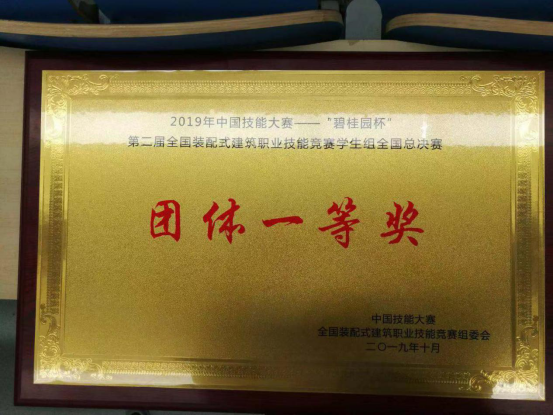 2019年中国技能大赛——“碧桂园杯”
第二届全国装配式建筑职业技能竞赛学生组全国总决赛
团体一等奖
中国技能大赛
全国装配式建筑职业技能竞赛组委会
二〇一九年十月